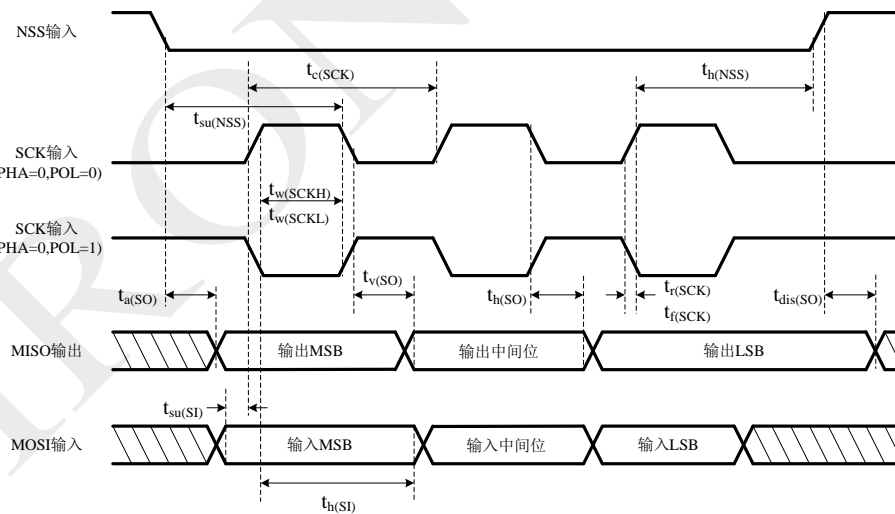 NSS输入
tc(SCK)
th(NSS)
tsu(NSS)
SCK输入
PHA=0,POL=0)
tw(SCKH)
tw(SCKL)
SCK输入
PHA=0,POL=1)
ta(SO)
tv(SO)
th(SO)
tr(SCK)
tf(SCK)
tdis(SO)
MISO输出
输出MSB
输出中间位
输出LSB
tsu(SI)
MOSI输入
输入MSB
输入中间位
输入LSB
th(SI)